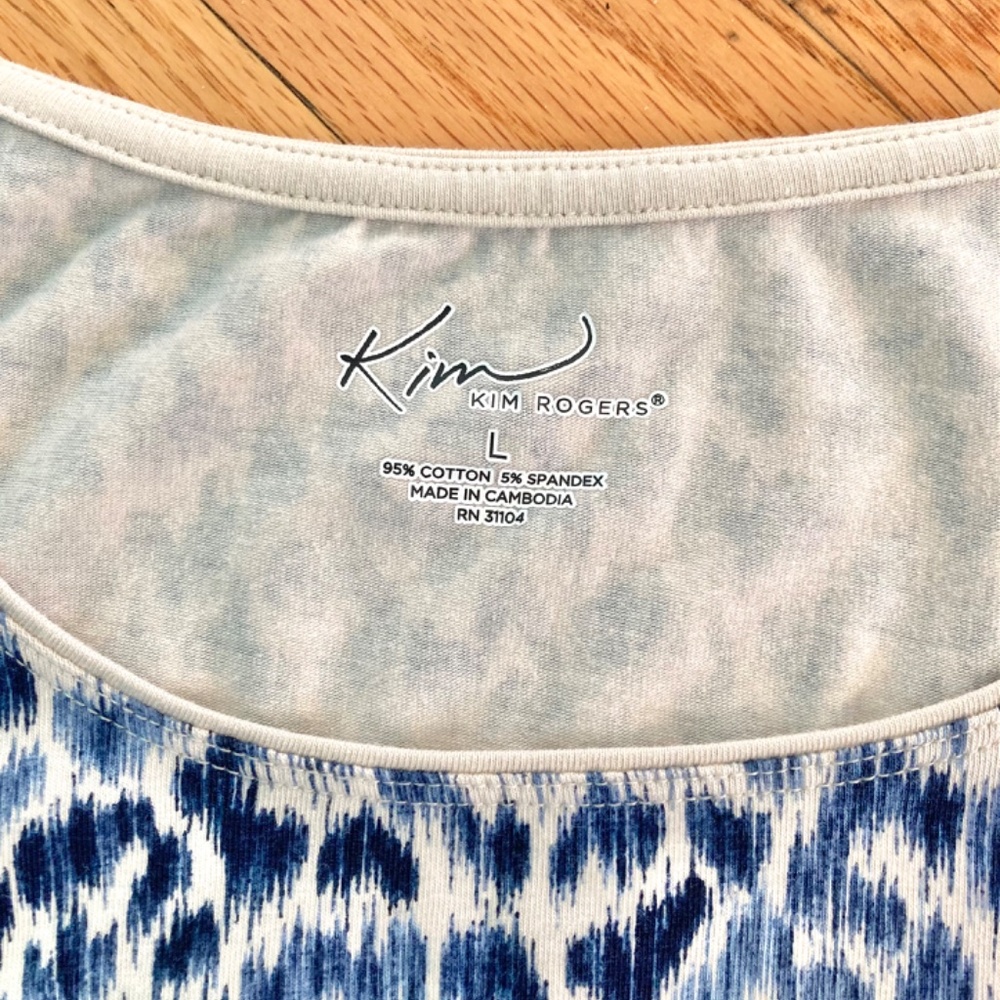 Kim
KIM ROGERS®
L
95% COTTON 5% SPANDEX
MADE IN CAMBODIA
RN 31104